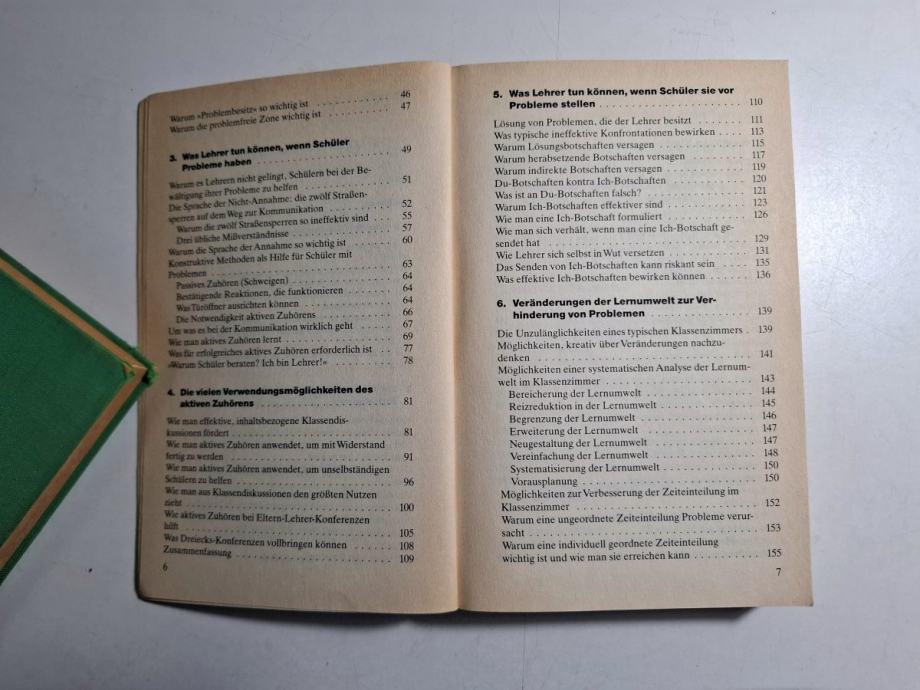 Warum »Problembesitz« so wichtig ist . . . . . . . . . . . . . . 46
Warum die problemfreie Zone wichtig ist . . . . . . . . . . . 47
3. Was Lehrer tun können, wenn Schüler
Probleme haben . . . . . . . . . . . . . . . . . . . . . . 49
Warum es Lehrern nicht gelingt, Schülern bei der Be-
wältigung ihrer Probleme zu helfen . . . . . . . . . . . . . . . 51
Die Sprache der Nicht-Annahme: die zwölf Straßen-
sperren auf dem Weg zur Kommunikation . . . . . . . . . . 52
Warum die zwölf Straßensperren so ineffektiv sind . . . . 55
Drei übliche Mißverständnisse . . . . . . . . . . . . . . . . 57
Warum die Sprache der Annahme so wichtig ist . . . . . . . 60
Konstruktive Methoden als Hilfe für Schüler mit
Problemen . . . . . . . . . . . . . . . . . . . . . . . . . . 63
Passives Zuhören (Schweigen) . . . . . . . . . . . . . . . . 64
Bestätigende Reaktionen, die funktionieren . . . . . . . . 64
Was Türöffner ausrichten können . . . . . . . . . . . . . . 64
Die Notwendigkeit aktiven Zuhörens . . . . . . . . . . . . 66
Um was es bei der Kommunikation wirklich geht . . . . . . 67
Wie man aktives Zuhören lernt . . . . . . . . . . . . . . . . 69
Was für erfolgreiches aktives Zuhören erforderlich ist . . . 77
»Warum Schüler beraten? Ich bin Lehrer!« . . . . . . . . . . 78
4. Die vielen Verwendungsmöglichkeiten des
aktiven Zuhörens . . . . . . . . . . . . . . . . . . . . . 81
Wie man effektive, inhaltsbezogene Klassendis-
kussionen fördert . . . . . . . . . . . . . . . . . . . . . . . 81
Wie man aktives Zuhören anwendet, um mit Widerstand
fertig zu werden . . . . . . . . . . . . . . . . . . . . . . . . 91
Wie man aktives Zuhören anwendet, um unselbständigen
Schülern zu helfen . . . . . . . . . . . . . . . . . . . . . . . 96
Wie man aus Klassendiskussionen den größten Nutzen
zieht . . . . . . . . . . . . . . . . . . . . . . . . . . . . . 100
Wie aktives Zuhören bei Eltern-Lehrer-Konferenzen
hilft . . . . . . . . . . . . . . . . . . . . . . . . . . . . . 105
Was Dreiecks-Konferenzen vollbringen können . . . . . . . 108
Zusammenfassung . . . . . . . . . . . . . . . . . . . . . . . 109
6
5. Was Lehrer tun können, wenn Schüler sie vor
Probleme stellen . . . . . . . . . . . . . . . . . . . . . 110
Lösung von Problemen, die der Lehrer besitzt . . . . . . . 111
Was typische ineffektive Konfrontationen bewirken . . . . 113
Warum Lösungsbotschaften versagen . . . . . . . . . . . . 115
Warum herabsetzende Botschaften versagen . . . . . . . . 117
Warum indirekte Botschaften versagen . . . . . . . . . . . 119
Du-Botschaften kontra Ich-Botschaften . . . . . . . . . . . 120
Was ist an Du-Botschaften falsch? . . . . . . . . . . . . . . 121
Warum Ich-Botschaften effektiver sind . . . . . . . . . . . 123
Wie man eine Ich-Botschaft formuliert . . . . . . . . . . . 126
Wie man sich verhält, wenn man eine Ich-Botschaft ge-
sendet hat . . . . . . . . . . . . . . . . . . . . . . . . . . 129
Wie Lehrer sich selbst in Wut versetzen . . . . . . . . . . . 131
Das Senden von Ich-Botschaften kann riskant sein . . . . . 135
Was effektive Ich-Botschaften bewirken können . . . . . . 136
6. Veränderungen der Lernumwelt zur Ver-
hinderung von Problemen . . . . . . . . . . . . . . . . 139
Die Unzulänglichkeiten eines typischen Klassenzimmers . 139
Möglichkeiten, kreativ über Veränderungen nachzu-
denken . . . . . . . . . . . . . . . . . . . . . . . . . . . . 141
Möglichkeiten einer systematischen Analyse der Lernum-
welt im Klassenzimmer . . . . . . . . . . . . . . . . . . . . 143
Bereicherung der Lernumwelt . . . . . . . . . . . . . . . 144
Reizreduktion in der Lernumwelt . . . . . . . . . . . . . 145
Begrenzung der Lernumwelt . . . . . . . . . . . . . . . . 146
Erweiterung der Lernumwelt . . . . . . . . . . . . . . . 147
Neugestaltung der Lernumwelt . . . . . . . . . . . . . . 147
Vereinfachung der Lernumwelt . . . . . . . . . . . . . . 148
Systematisierung der Lernumwelt . . . . . . . . . . . . . 150
Vorausplanung . . . . . . . . . . . . . . . . . . . . . . . 150
Möglichkeiten zur Verbesserung der Zeiteinteilung im
Klassenzimmer . . . . . . . . . . . . . . . . . . . . . . . . 152
Warum eine ungeordnete Zeiteinteilung Probleme verur-
sacht . . . . . . . . . . . . . . . . . . . . . . . . . . . . . 153
Warum eine individuell geordnete Zeiteinteilung
wichtig ist und wie man sie erreichen kann . . . . . . . . . 155
7